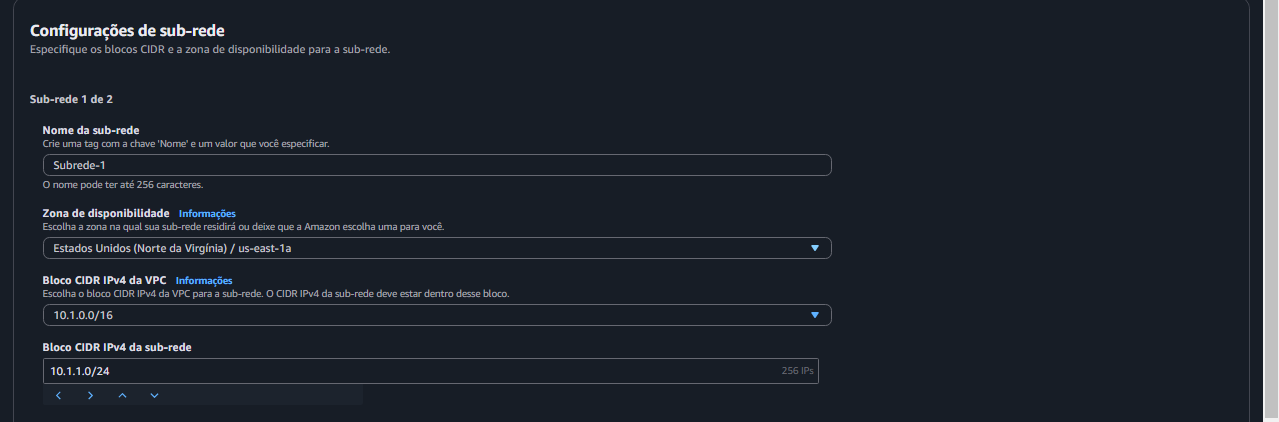 Configurações de sub-rede
Especifique os blocos CIDR e a zona de disponibilidade para a sub-rede.
Sub-rede 1 de 2
Nome da sub-rede
Crie uma tag com a chave 'Nome' e um valor que você especificar.
Subrede-1
O nome pode ter até 256 caracteres.
Zona de disponibilidade Informações
Escolha a zona na qual sua sub-rede residirá ou deixe que a Amazon escolha uma para você.
Estados Unidos (Norte da Virgínia) / us-east-1a
Bloco CIDR IPv4 da VPC Informações
Escolha o bloco CIDR IPv4 da VPC para a sub-rede. O CIDR IPv4 da sub-rede deve estar dentro desse bloco.
10.1.0.0/16
Bloco CIDR IPv4 da sub-rede
10.1.1.0/24 256 IPs